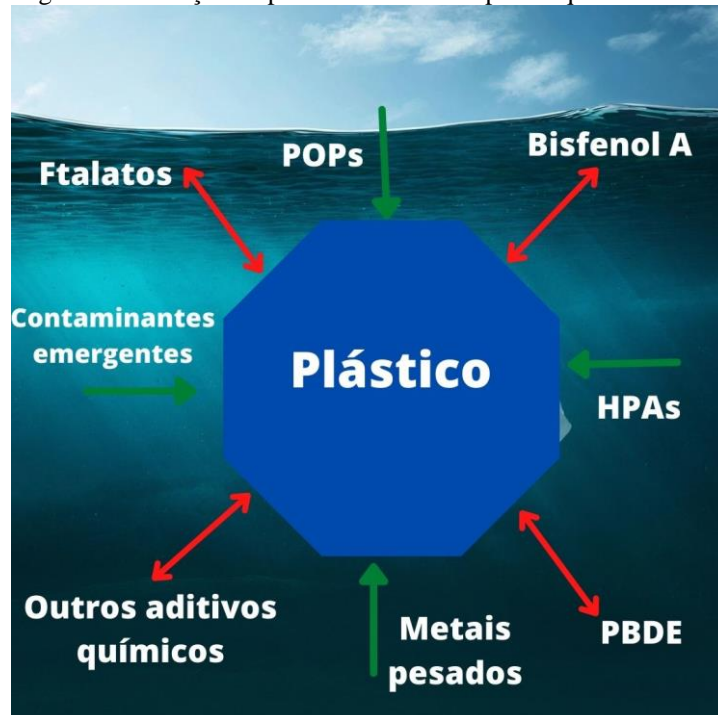 POPs
Bisfenol A
Ftalatos
Contaminantes
emergentes
Plástico
HPAs
Outros aditivos
químicos
Metais
pesados
PBDE